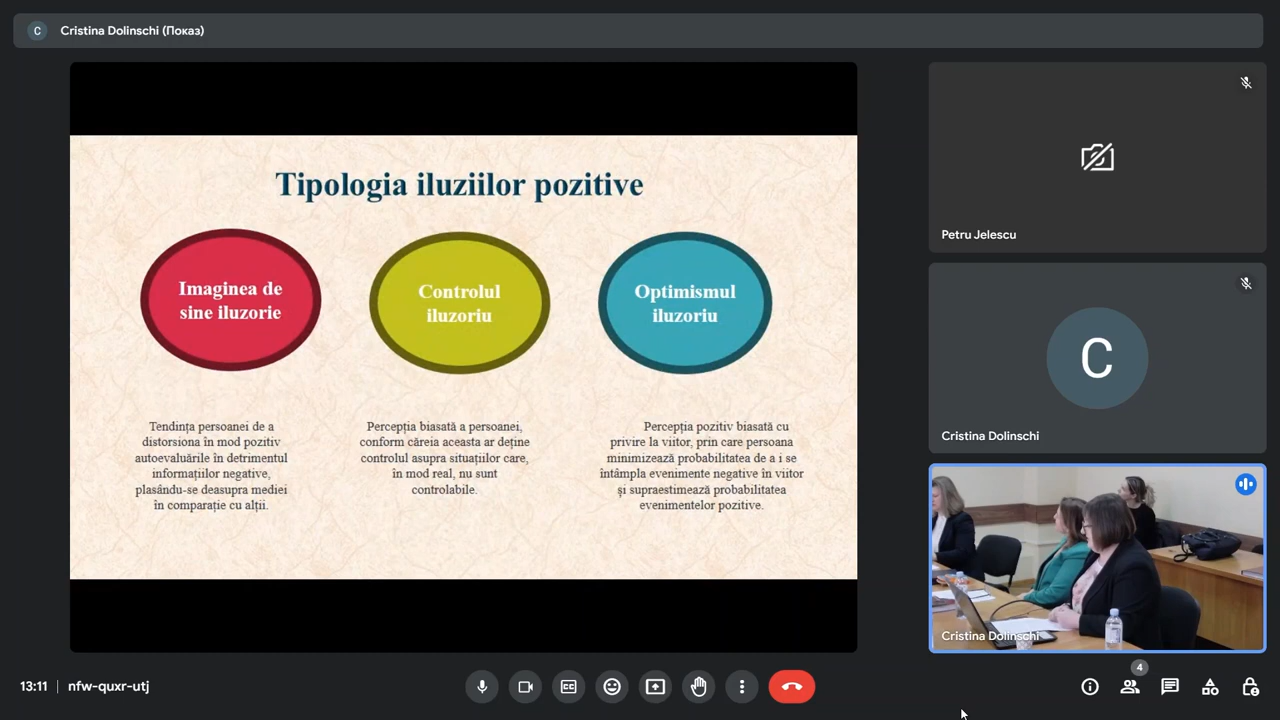 C
Cristina Dolinschi (Показ)
Tipologia iluziilor pozitive
Imaginea de
sine iluzorie
Controlul
iluzoriu
Optimismul
iluzoriu
Tendința persoanei de a
distorsiona în mod pozitiv
autoevaluările în detrimentul
informațiilor negative,
plasându-se deasupra mediei
în comparație cu alții.
Percepția biasată a persoanei,
conform căreia aceasta ar deține
controlul asupra situațiilor care,
în mod real, nu sunt
controlabile.
Percepția pozitiv biasată cu
privire la viitor, prin care persoana
minimizează probabilitatea de a i se
întâmpla evenimente negative în viitor
și supraestimează probabilitatea
evenimentelor pozitive.
Petru Jelescu
C
Cristina Dolinschi
Cristina Dolinschi
13:11
nfw-quxr-utj
4